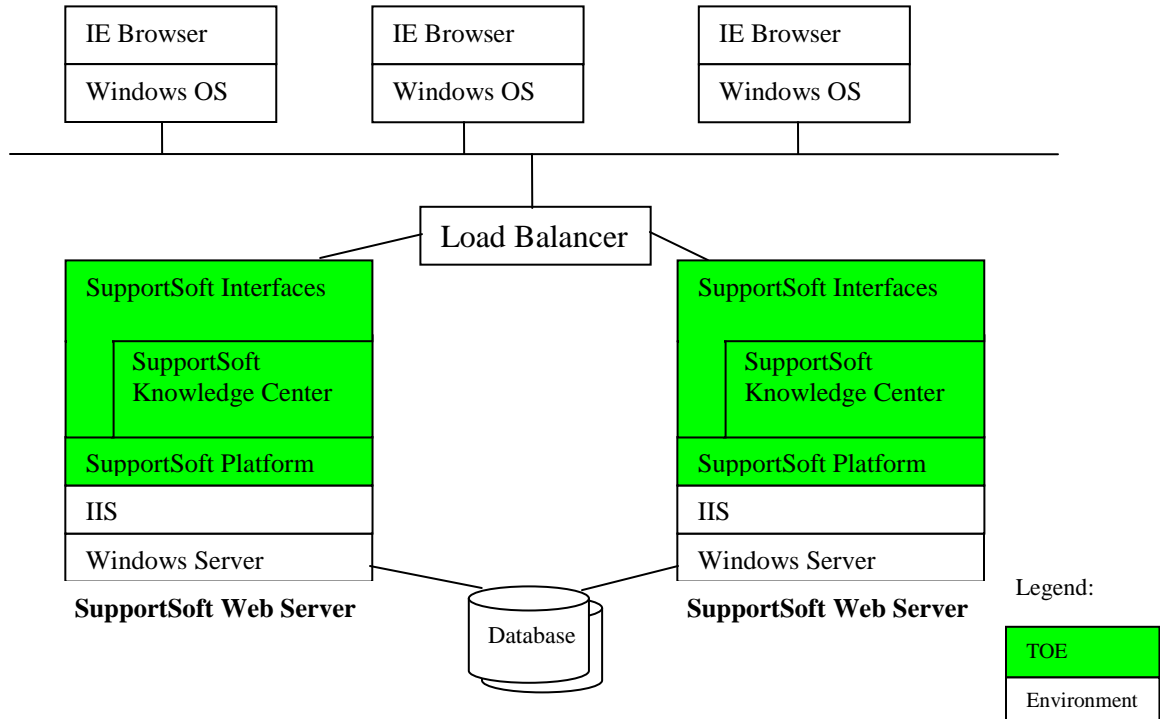 IE Browser
IE Browser
IE Browser
Windows OS
Windows OS
Windows OS
Load Balancer
SupportSoft Interfaces
SupportSoft Interfaces
SupportSoft
Knowledge Center
SupportSoft
Knowledge Center
SupportSoft Platform
SupportSoft Platform
IIS
IIS
Windows Server
Windows Server
SupportSoft Web Server
SupportSoft Web Server
Database
Legend:
TOE
Environment